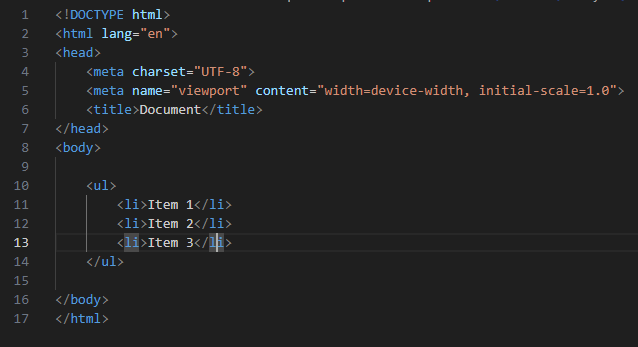 1 <!DOCTYPE html>
2 <html lang="en">
3 <head>
4     <meta charset="UTF-8">
5     <meta name="viewport" content="width=device-width, initial-scale=1.0">
6     <title>Document</title>
7 </head>
8 <body>
9
10     <ul>
11         <li>Item 1</li>
12         <li>Item 2</li>
13         <li>Item 3</li>
14     </ul>
15
16 </body>
17 </html>